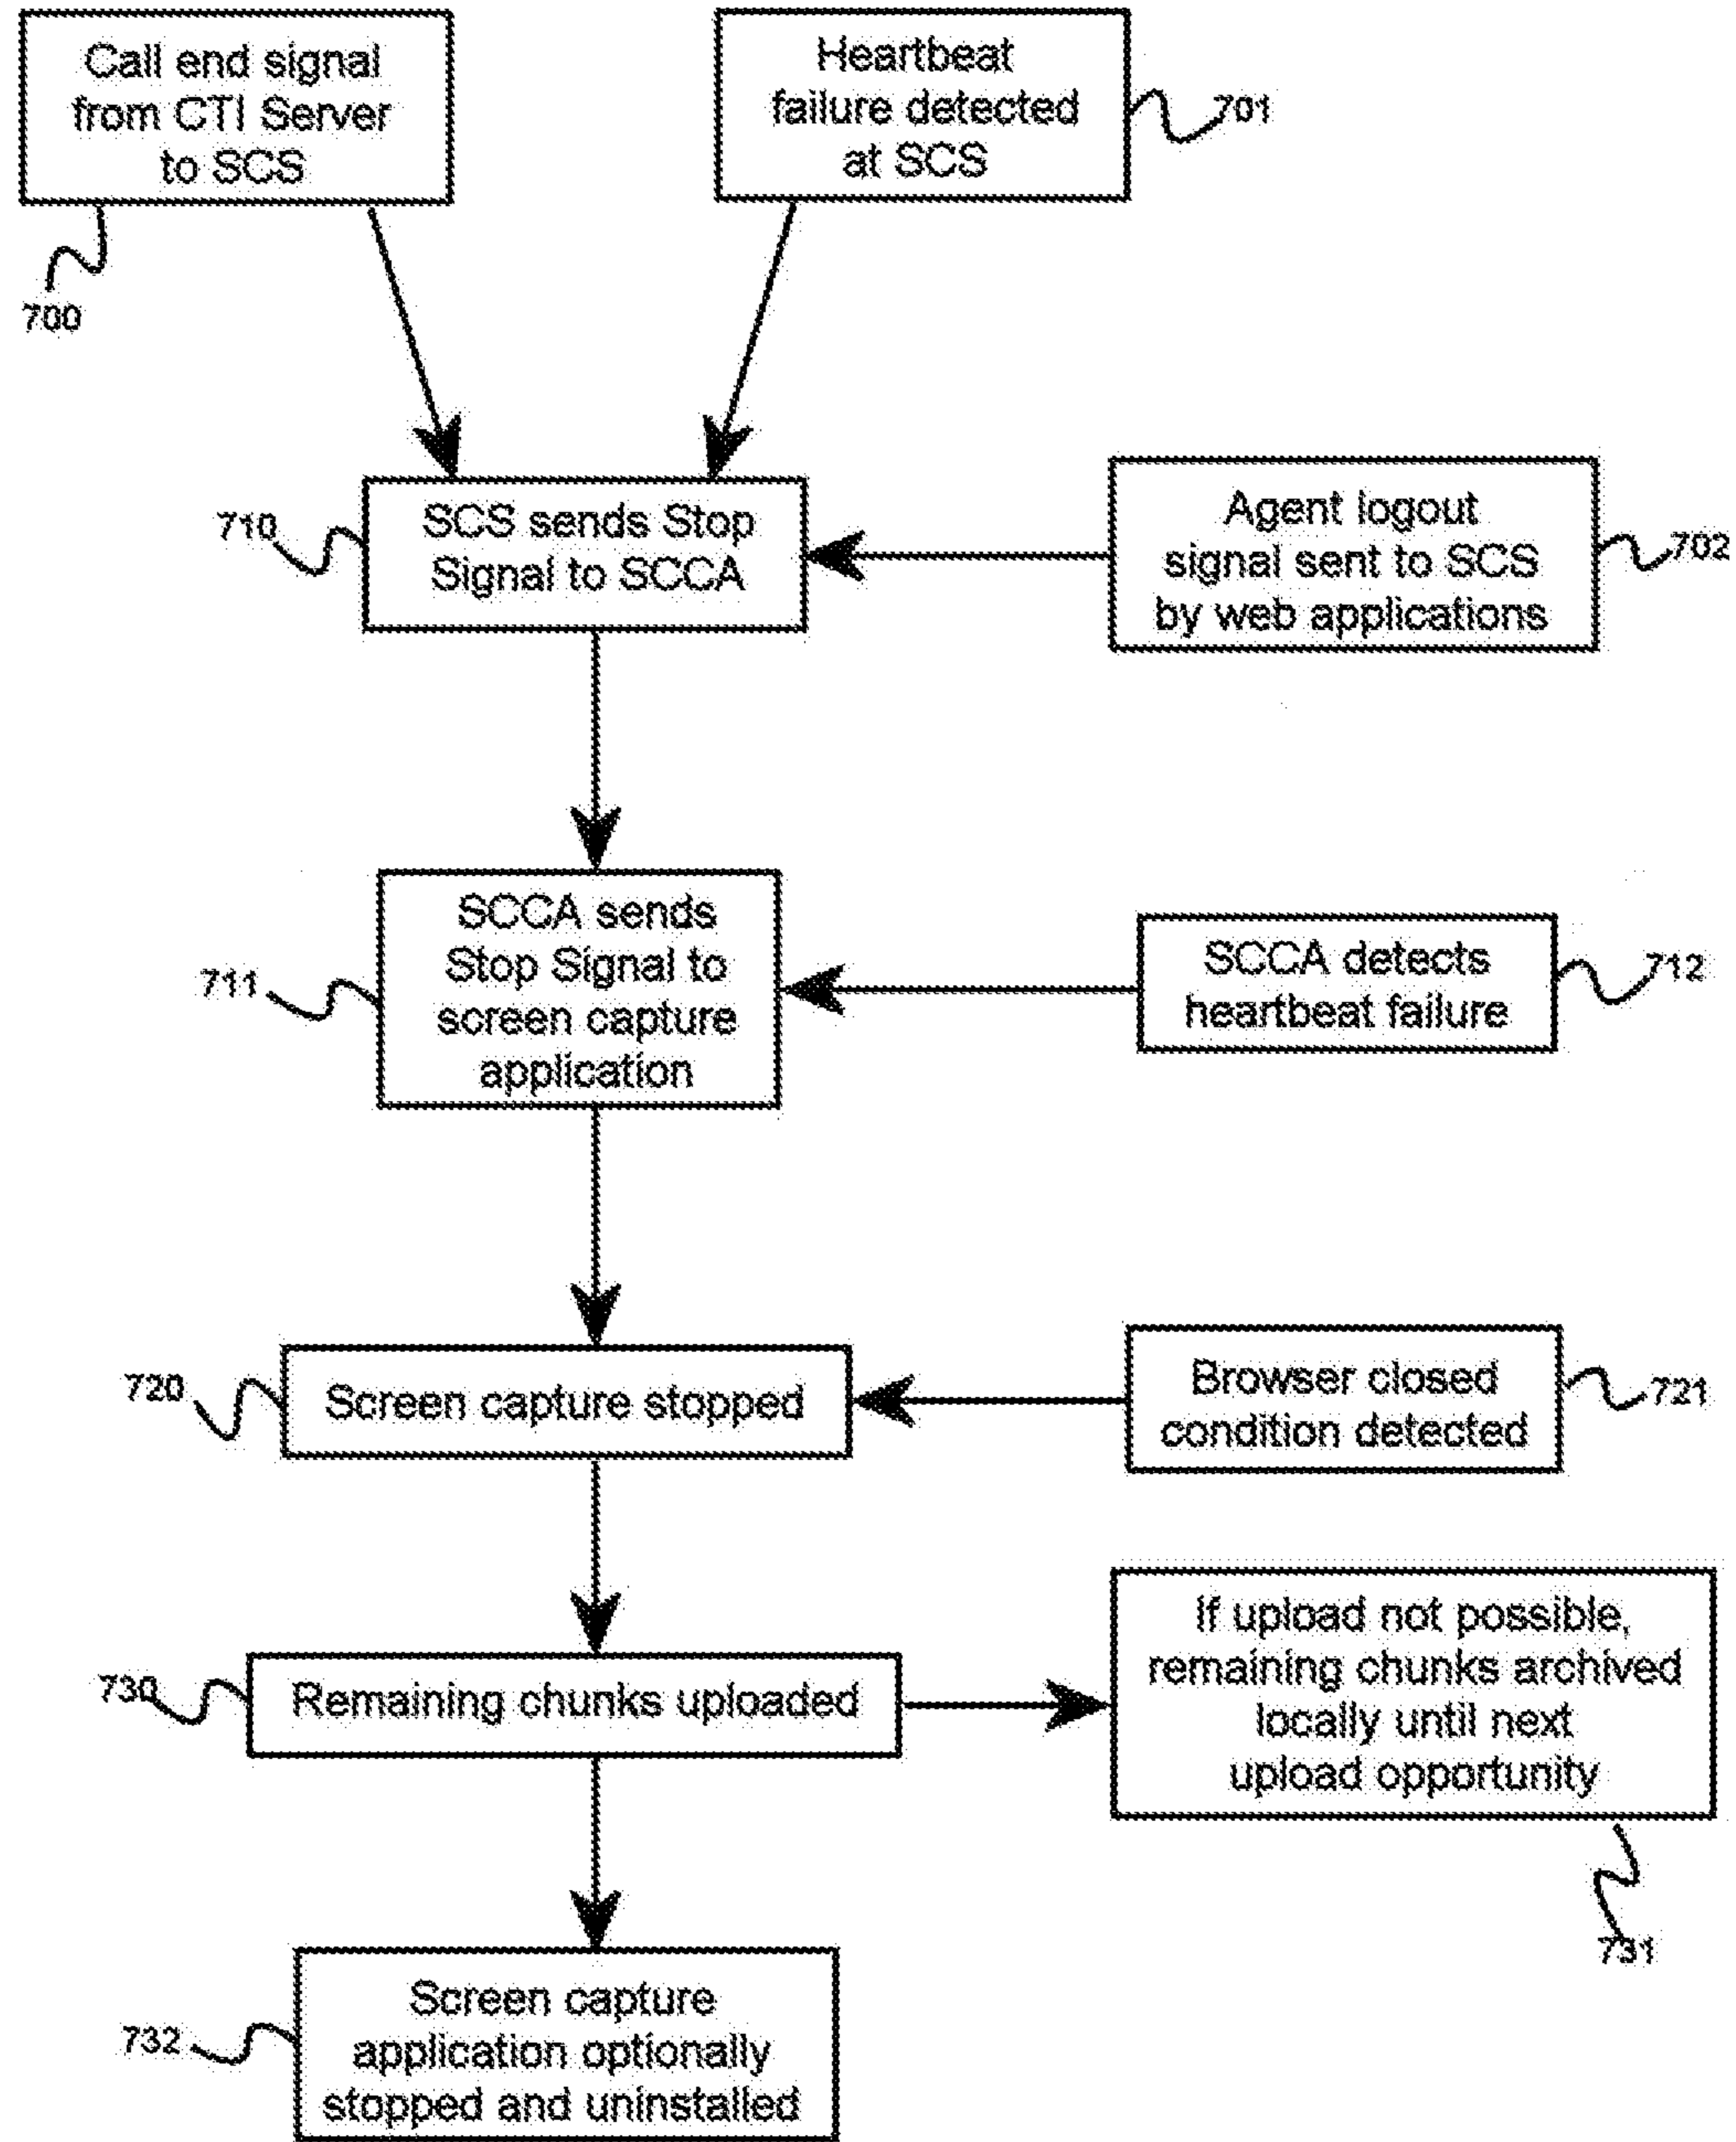 Call end signal
from CTI Server
to SCS
Heartbeat
failure detected
at SCS
701
700
SCS sends Stop
Signal to SCCA
710
Agent logout
signal sent to SCS
by web applications
702
SCCA sends
Stop Signal to
screen capture
application
711
SCCA detects
heartbeat failure
712
720
Screen capture stopped
Browser closed
condition detected
721
730
Remaining chunks uploaded
If upload not possible,
remaining chunks archived
locally until next
upload opportunity
731
732
Screen capture
application optionally
stopped and uninstalled